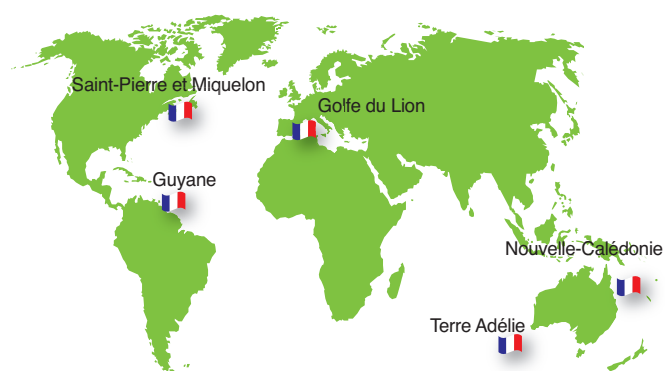 Saint-Pierre et Miquelon
Golfe du Lion
Guyane
Nouvelle-Calédonie
Terre Adélie